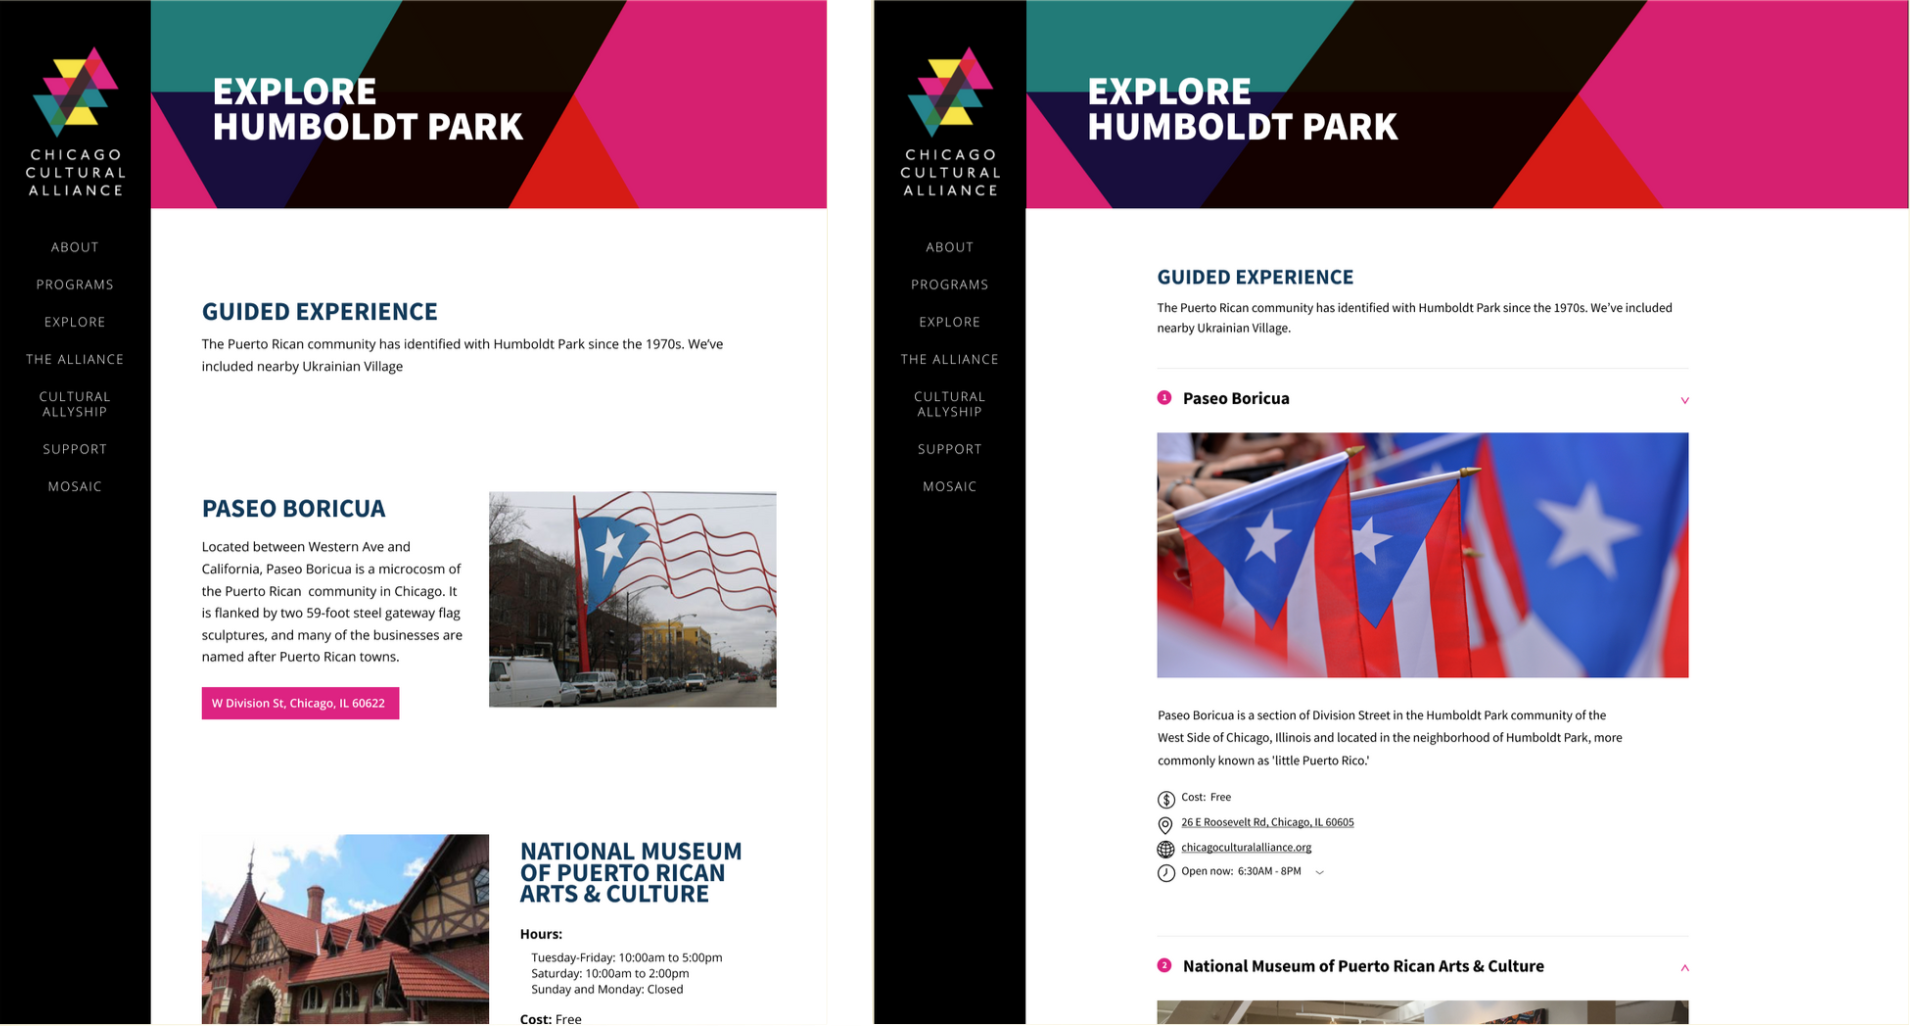 CHICAGO
CULTURAL
ALLIANCE
ABOUT
PROGRAMS
EXPLORE
THE ALLIANCE
CULTURAL
ALLYSHIP
SUPPORT
MOSAIC
EXPLORE
HUMBOLDT PARK
GUIDED EXPERIENCE
The Puerto Rican community has identified with Humboldt Park since the 1970s. We've
included nearby Ukrainian Village
PASEO BORICUA
Located between Western Ave and
California, Paseo Boricua is a microcosm of
the Puerto Rican  community in Chicago. It
is flanked by two 59-foot steel gateway flag
sculptures, and many of the businesses are
named after Puerto Rican towns.
W Division St, Chicago, IL 60622
NATIONAL MUSEUM
OF PUERTO RICAN
ARTS & CULTURE
Hours:
Tuesday-Friday: 10:00am to 5:00pm
Saturday: 10:00am to 2:00pm
Sunday and Monday: Closed
Cost: Free
CHICAGO
CULTURAL
ALLIANCE
ABOUT
PROGRAMS
EXPLORE
THE ALLIANCE
CULTURAL
ALLYSHIP
SUPPORT
MOSAIC
EXPLORE
HUMBOLDT PARK
GUIDED EXPERIENCE
The Puerto Rican community has identified with Humboldt Park since the 1970s. We've included
nearby Ukrainian Village.
1 Paseo Boricua
Paseo Boricua is a section of Division Street in the Humboldt Park community of the
West Side of Chicago, Illinois and located in the neighborhood of Humboldt Park, more
commonly known as 'little Puerto Rico.'
Cost: Free
26 E Roosevelt Rd, Chicago, IL 60605
chicagoculturalalliance.org
Open now: 6:30AM - 8PM
2 National Museum of Puerto Rican Arts & Culture